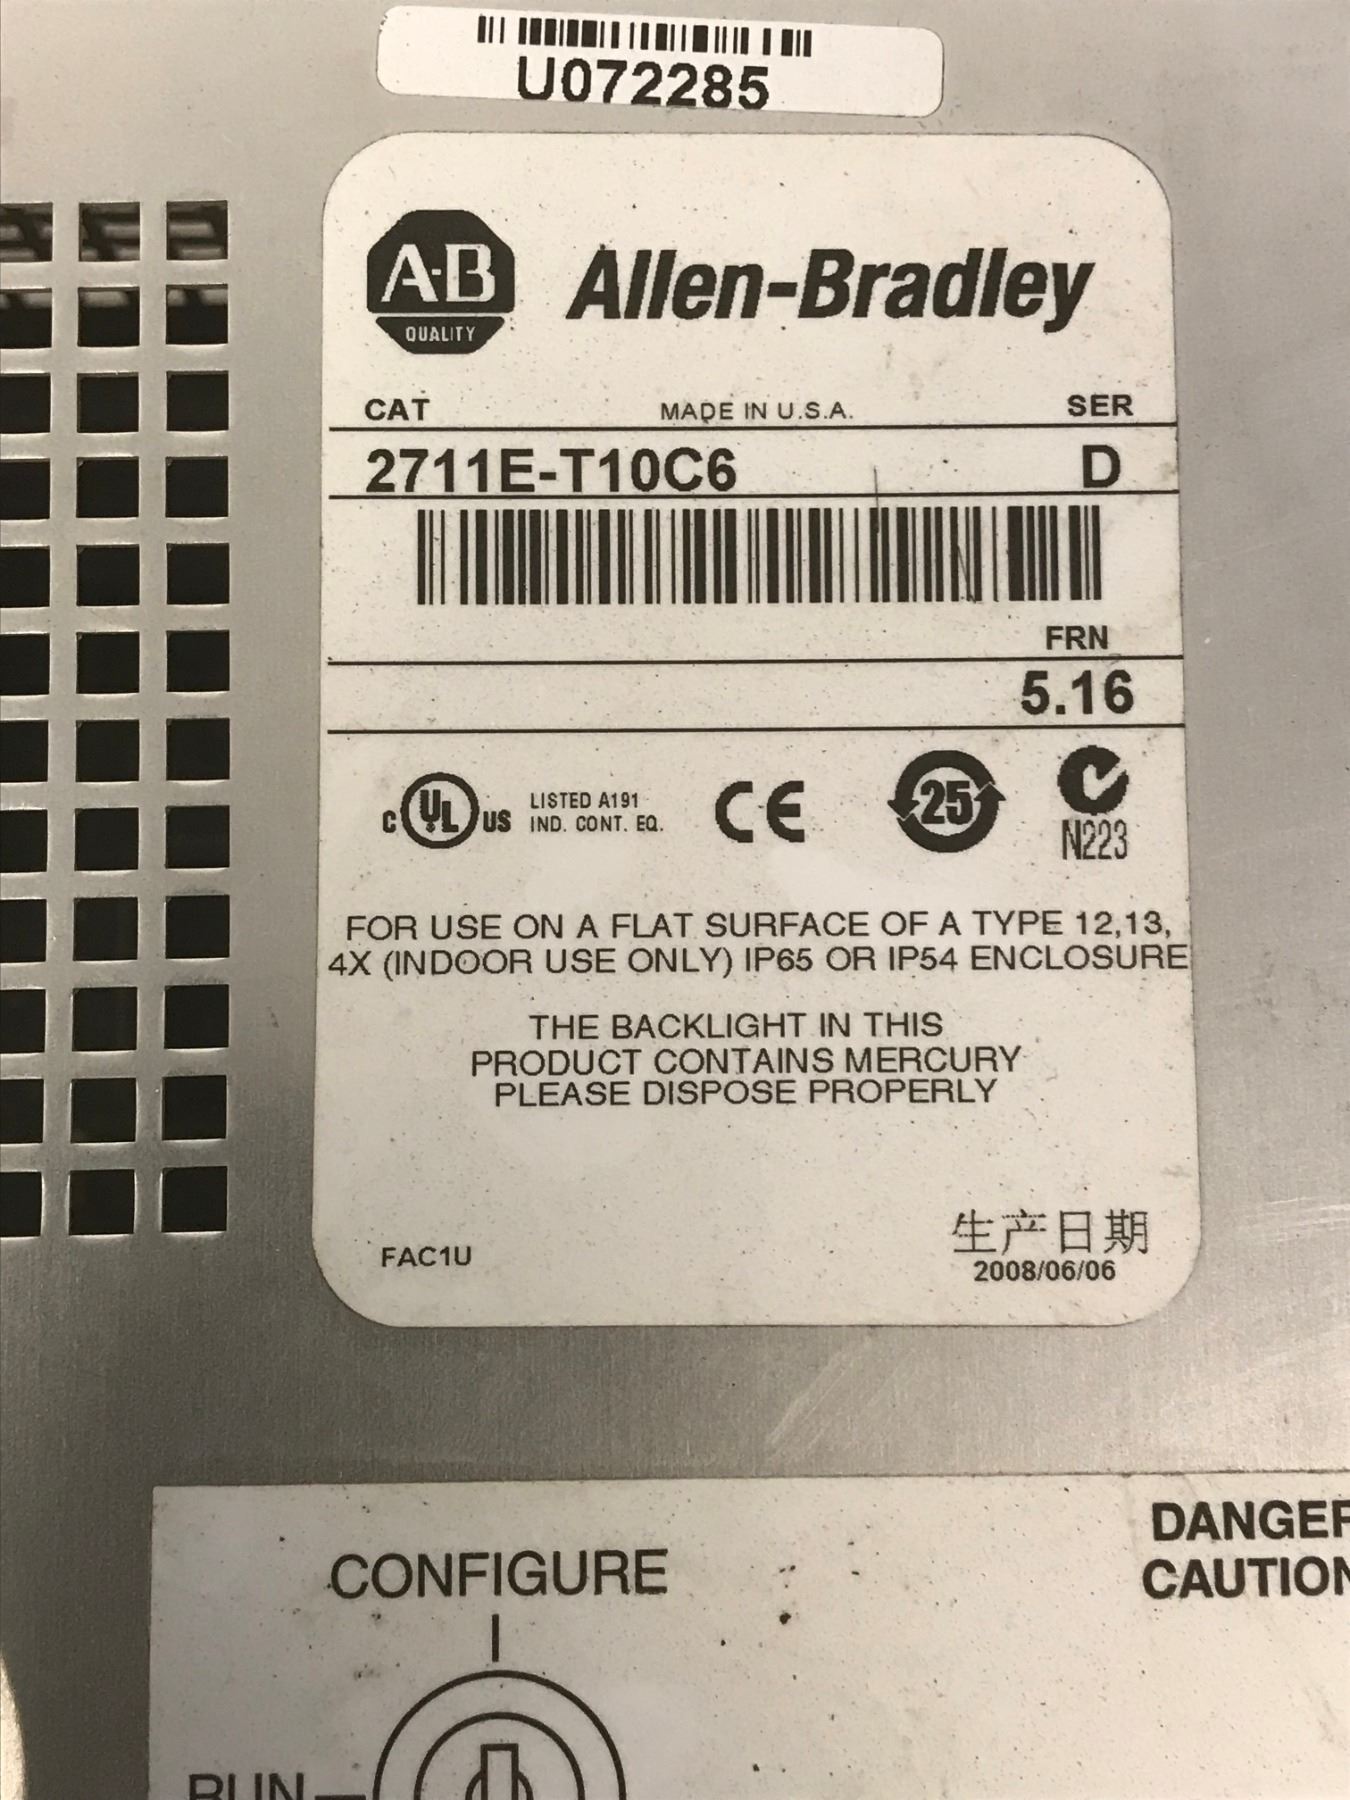 U072285
A-B
QUALITY
Allen-Bradley
CAT MADE IN U.S.A. SER
2711E-T10C6 D
FRN
5.16
C UL US LISTED A191
IND. CONT. EQ.
CE
25
N223
FOR USE ON A FLAT SURFACE OF A TYPE 12,13,
4X (INDOOR USE ONLY) IP65 OR IP54 ENCLOSURE
THE BACKLIGHT IN THIS
PRODUCT CONTAINS MERCURY
PLEASE DISPOSE PROPERLY
FAC1U
生产日期
2008/06/06
CONFIGURE
RUN
DANGER
CAUTION